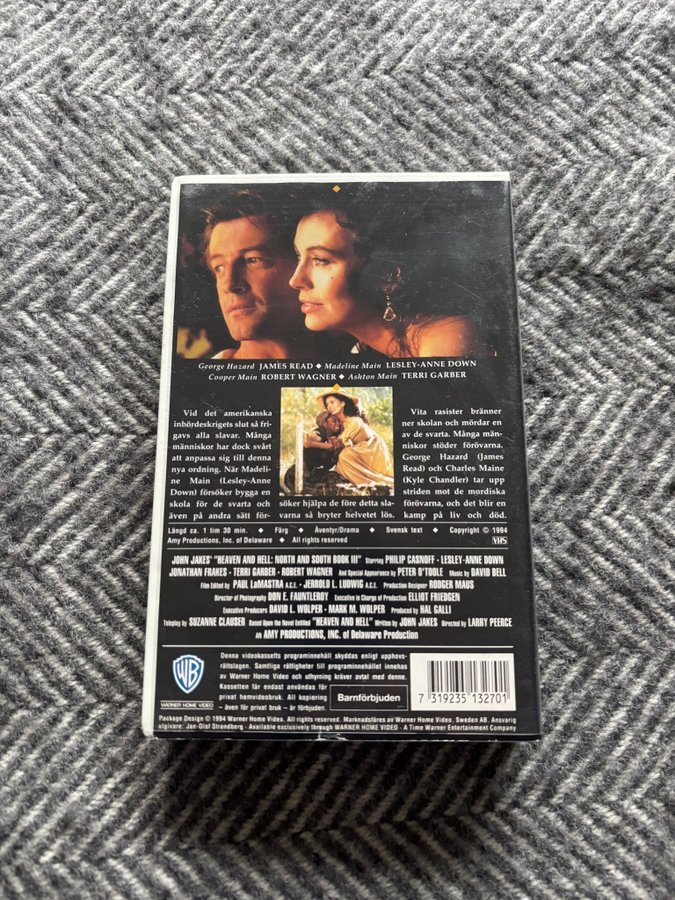 George Hazard JAMES READ ◆ Madeline Main LESLEY-ANNE DOWN
Cooper Main ROBERT WAGNER ◆ Ashton Main TERRI GARBER
Vid det amerikanska
inbördeskrigets slut så fri-
gavs alla slavar. Många
människor har dock svårt
att anpassa sig till denna
nya ordning. När Madeli-
ne Main (Lesley-Anne
Down) försöker bygga en
skola för de svarta och
även på andra sätt för-
söker hjälpa de före detta sla-
varna så bryter helvetet lös.
Vita rasister bränner
ner skolan och mördar en
av de svarta. Många män-
niskor stöder förövarna.
George Hazard (James
Read) och Charles Maine
(Kyle Chandler) tar upp
striden mot de mordiska
förövarna, och det blir en
kamp på liv och död.
Längd ca. 1 tim 30 min. ◆ Färg ◆ Äventyr/Drama ◆ Svensk text ◆ Copyright © 1994
Amy Productions, Inc. of Delaware ◆ All rights reserved VHS
JOHN JAKES' "HEAVEN AND HELL: NORTH AND SOUTH BOOK III" Starring PHILIP CASNOFF - LESLEY-ANNE DOWN
JONATHAN FRAKES - TERRI GARBER - ROBERT WAGNER And Special Appearance by PETER O'TOOLE Music by DAVID BELL
Film Edited by PAUL LaMASTRA A.C.E. - JERROLD L. LUDWIG A.C.E. Production Designer RODGER MAUS
Director of Photography DON E. FAUNTLEROY Executive in Charge of Production ELLIOT FRIEDGEN
Executive Producers DAVID L. WOLPER - MARK M. WOLPER Produced by HAL GALLI
Teleplay by SUZANNE CLAUSER Based Upon the Novel Entitled "HEAVEN AND HELL" Written by JOHN JAKES Directed by LARRY PEERCE
An AMY PRODUCTIONS, INC. of Delaware Production
WB
WARNER HOME VIDEO
Denna videokassetts programinnehåll skyddas enligt upphovs-
rättslagen. Samtliga rättigheter till programinnehållet innehas
av Warner Home Video och uthyrning kräver avtal med denne.
Kassetten får endast användas för
privat hemvideobruk. All kopiering
– även för privat bruk – är förbjuden.
Barnförbjuden
7 319235 132701
Package Design © 1994 Warner Home Video. All rights reserved. Marknadsföres av Warner Home Video, Sweden AB. Ansvarig
utgivare: Jan-Olof Strandberg - Available exclusively through WARNER HOME VIDEO - A Time Warner Entertainment Company